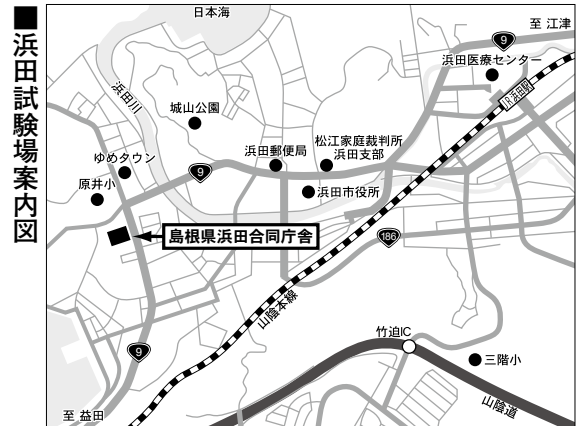 ■浜田試験場案内図
日本海
至 江津
9
浜田医療センター
浜田川
JR浜田駅
城山公園
松江家庭裁判所
浜田支部
浜田郵便局
ゆめタウン
9
原井小
浜田市役所
島根県浜田合同庁舎
186
山陰本線
竹迫IC
9
三階小
山陰道
至 益田